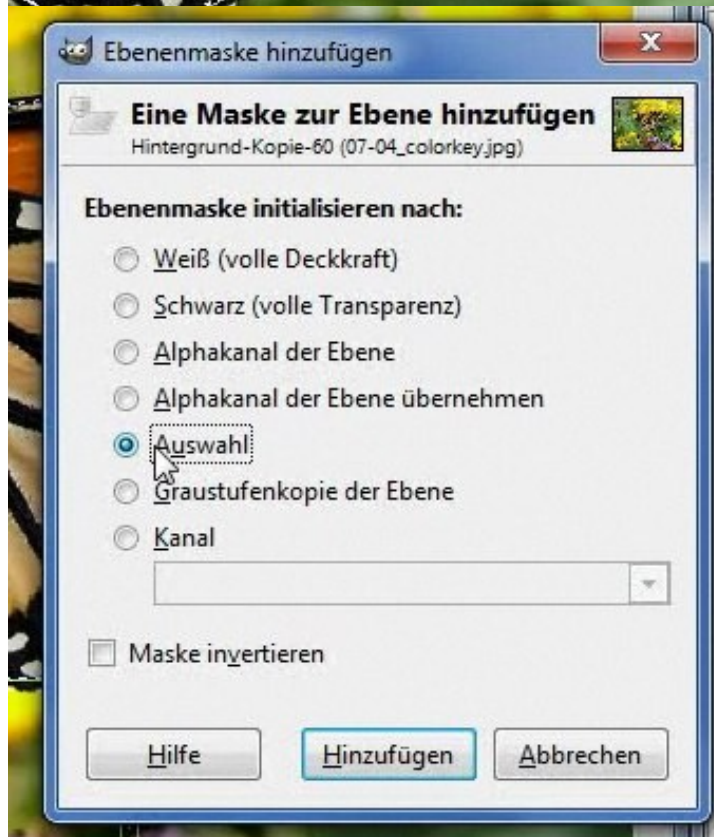 Ebenenmaske hinzufügen
Eine Maske zur Ebene hinzufügen
Hintergrund-Kopie-60 (07-04_colorkey.jpg)
Ebenenmaske initialisieren nach:
Weiß (volle Deckkraft)
Schwarz (volle Transparenz)
Alphakanal der Ebene
Alphakanal der Ebene übernehmen
Auswahl
Graustufenkopie der Ebene
Kanal
Maske invertieren
Hilfe Hinzufügen Abbrechen